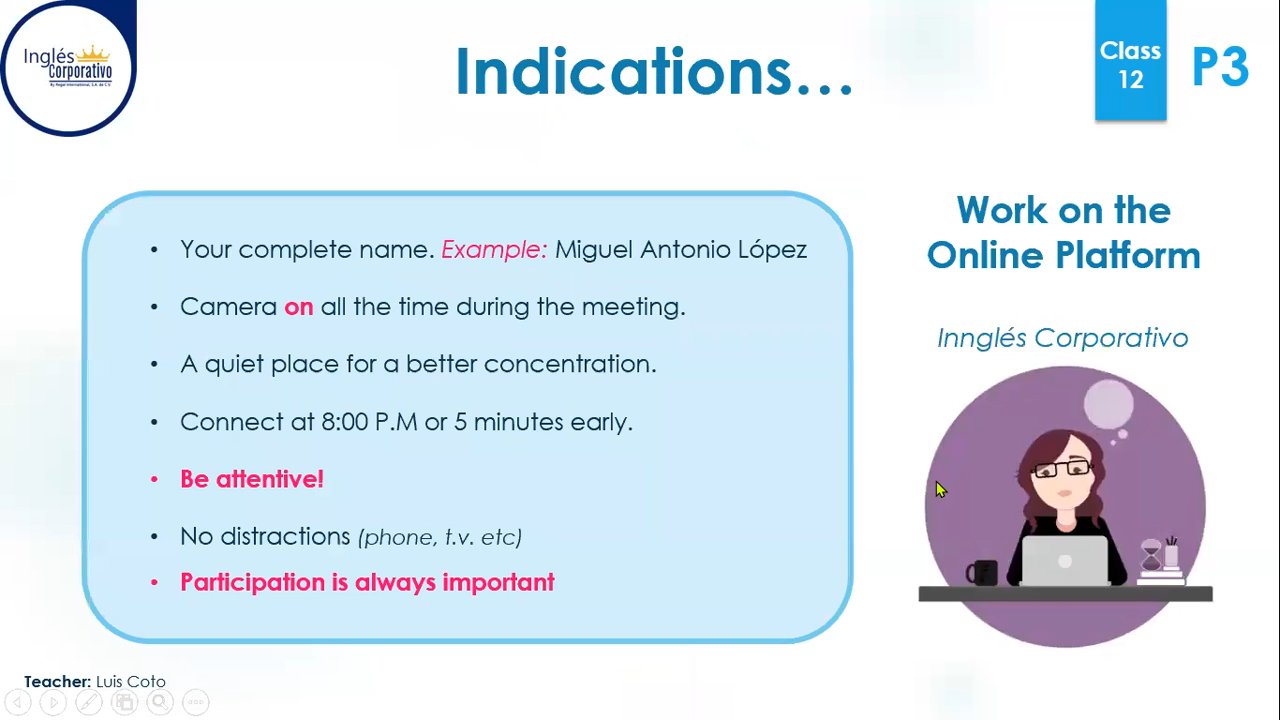 Inglés
Corporativo
By Regal International, S.A. de C.V.
Indications...
Class
12
P3
• Your complete name. Example: Miguel Antonio López
• Camera on all the time during the meeting.
• A quiet place for a better concentration.
• Connect at 8:00 P.M or 5 minutes early.
• Be attentive!
• No distractions (phone, t.v. etc)
• Participation is always important
Work on the
Online Platform
Innglés Corporativo
Teacher: Luis Coto